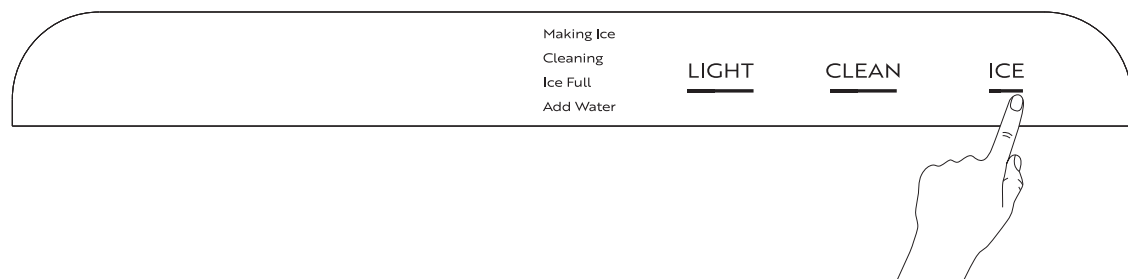 Making Ice
Cleaning
Ice Full
Add Water
LIGHT CLEAN ICE